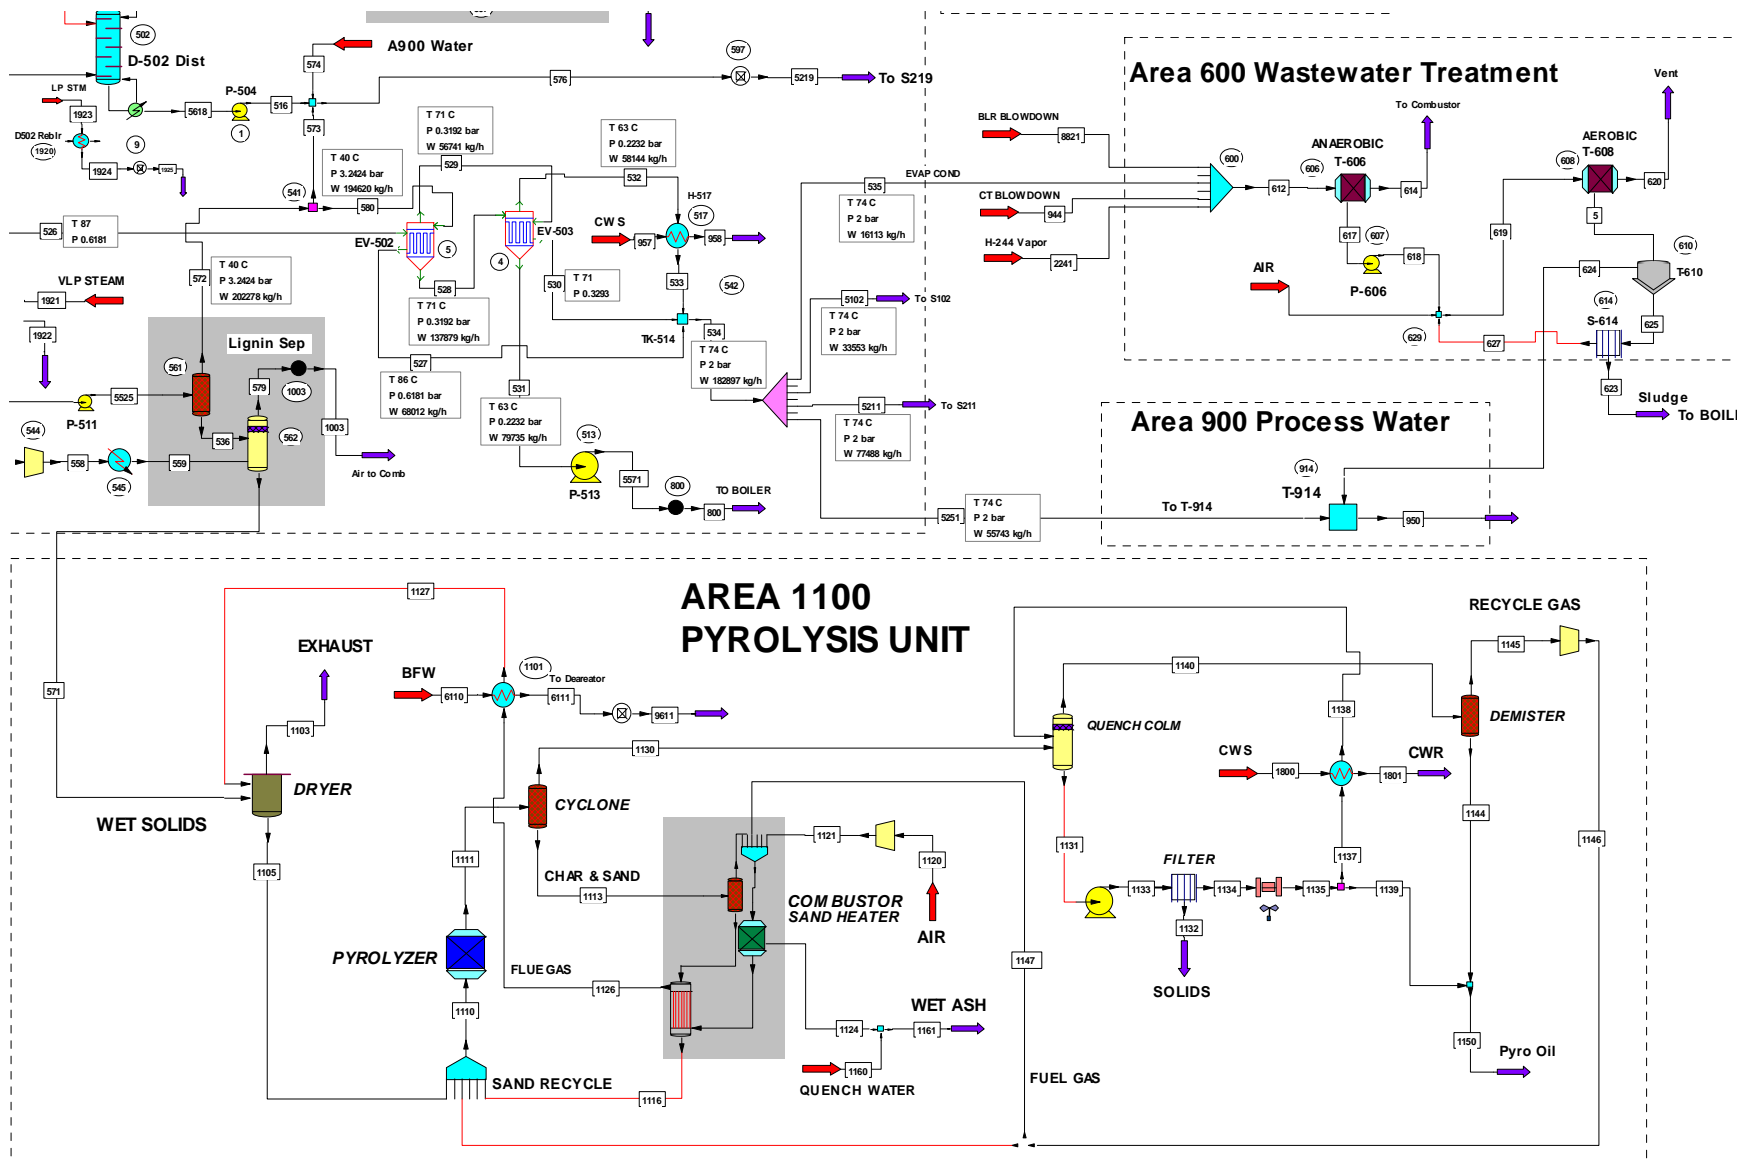 502
D-502 Dist
A900 Water
574
597
576
5219
To S219
LP STM
1923
P-504
5618
516
1
573
D502 Reblr
1920
9
1924
1925
T 71 C
P 0.3192 bar
W 56741 kg/h
529
T 63 C
P 0.2232 bar
W 58144 kg/h
532
T 40 C
P 3.2424 bar
W 194620 kg/h
541
580
T 87
P 0.6181
526
EV-502
5
EV-503
4
H-517
517
CWS
957
958
572
T 40 C
P 3.2424 bar
W 202278 kg/h
VLP STEAM
1921
1922
528
T 71 C
P 0.3192 bar
W 137879 kg/h
530
T 71
P 0.3293
533
542
TK-514
534
T 74 C
P 2 bar
W 182897 kg/h
527
T 86 C
P 0.6181 bar
W 68012 kg/h
531
T 63 C
P 0.2232 bar
W 79735 kg/h
Lignin Sep
561
579
1003
5525
P-511
536
562
1003
Air to Comb
544
558
559
545
513
P-513
5571
800
800
TO BOILER
535
EVAP COND
T 74 C
P 2 bar
W 16113 kg/h
5102
To S102
T 74 C
P 2 bar
W 33553 kg/h
5211
To S211
T 74 C
P 2 bar
W 77488 kg/h
5251
T 74 C
P 2 bar
W 55743 kg/h
Area 600 Wastewater Treatment
Vent
To Combustor
BLR BLOWDOWN
8821
600
612
606
ANAEROBIC
T-606
614
AEROBIC
608
T-608
620
CT BLOWDOWN
944
H-244 Vapor
2241
617
607
618
P-606
619
5
610
T-610
624
AIR
614
S-614
625
629
627
623
Sludge
To BOIL
Area 900 Process Water
914
T-914
To T-914
950
AREA 1100
PYROLYSIS UNIT
1127
EXHAUST
571
1103
BFW
6110
1101
To Deareator
6111
9611
RECYCLE GAS
1145
1140
1138
QUENCH COLM
DEMISTER
CWS
1800
1801
CWR
1130
DRYER
WET SOLIDS
CYCLONE
1105
1111
1121
1120
1131
FILTER
1137
1144
1146
CHAR & SAND
1113
COMBUSTOR
SAND HEATER
AIR
1133
1134
1135
1139
1132
SOLIDS
PYROLYZER
FLUE GAS
1126
1147
1110
WET ASH
1124
1161
1160
QUENCH WATER
1150
Pyro Oil
SAND RECYCLE
1116
FUEL GAS